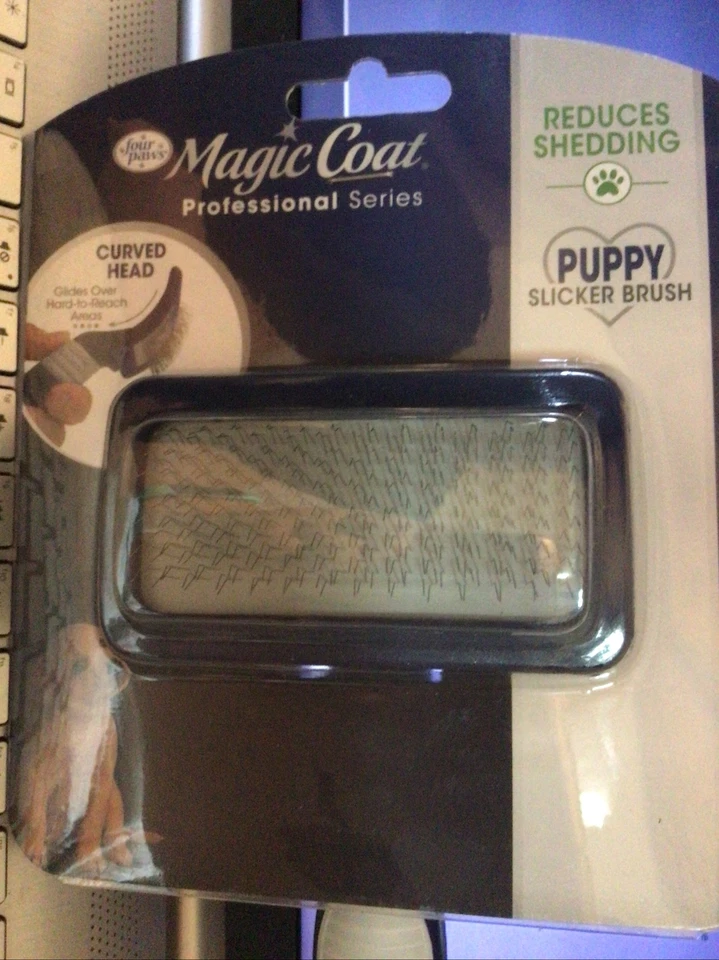 four paws
Magic Coat®
Professional Series
REDUCES
SHEDDING
PUPPY
SLICKER BRUSH
CURVED
HEAD
Glides Over
Hard-to-Reach
Areas